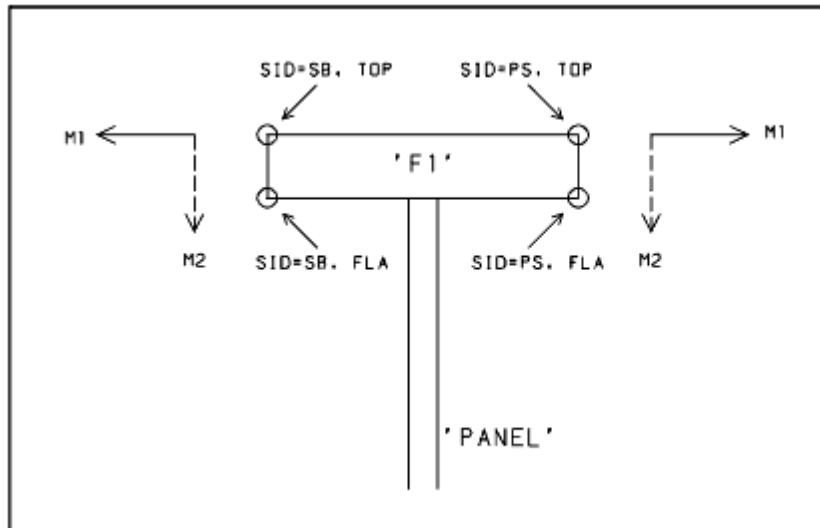 SID=SB. TOP SID=PS. TOP
M1 'F1' M1
M2 SID=SB. FLA SID=PS. FLA M2
'PANEL'